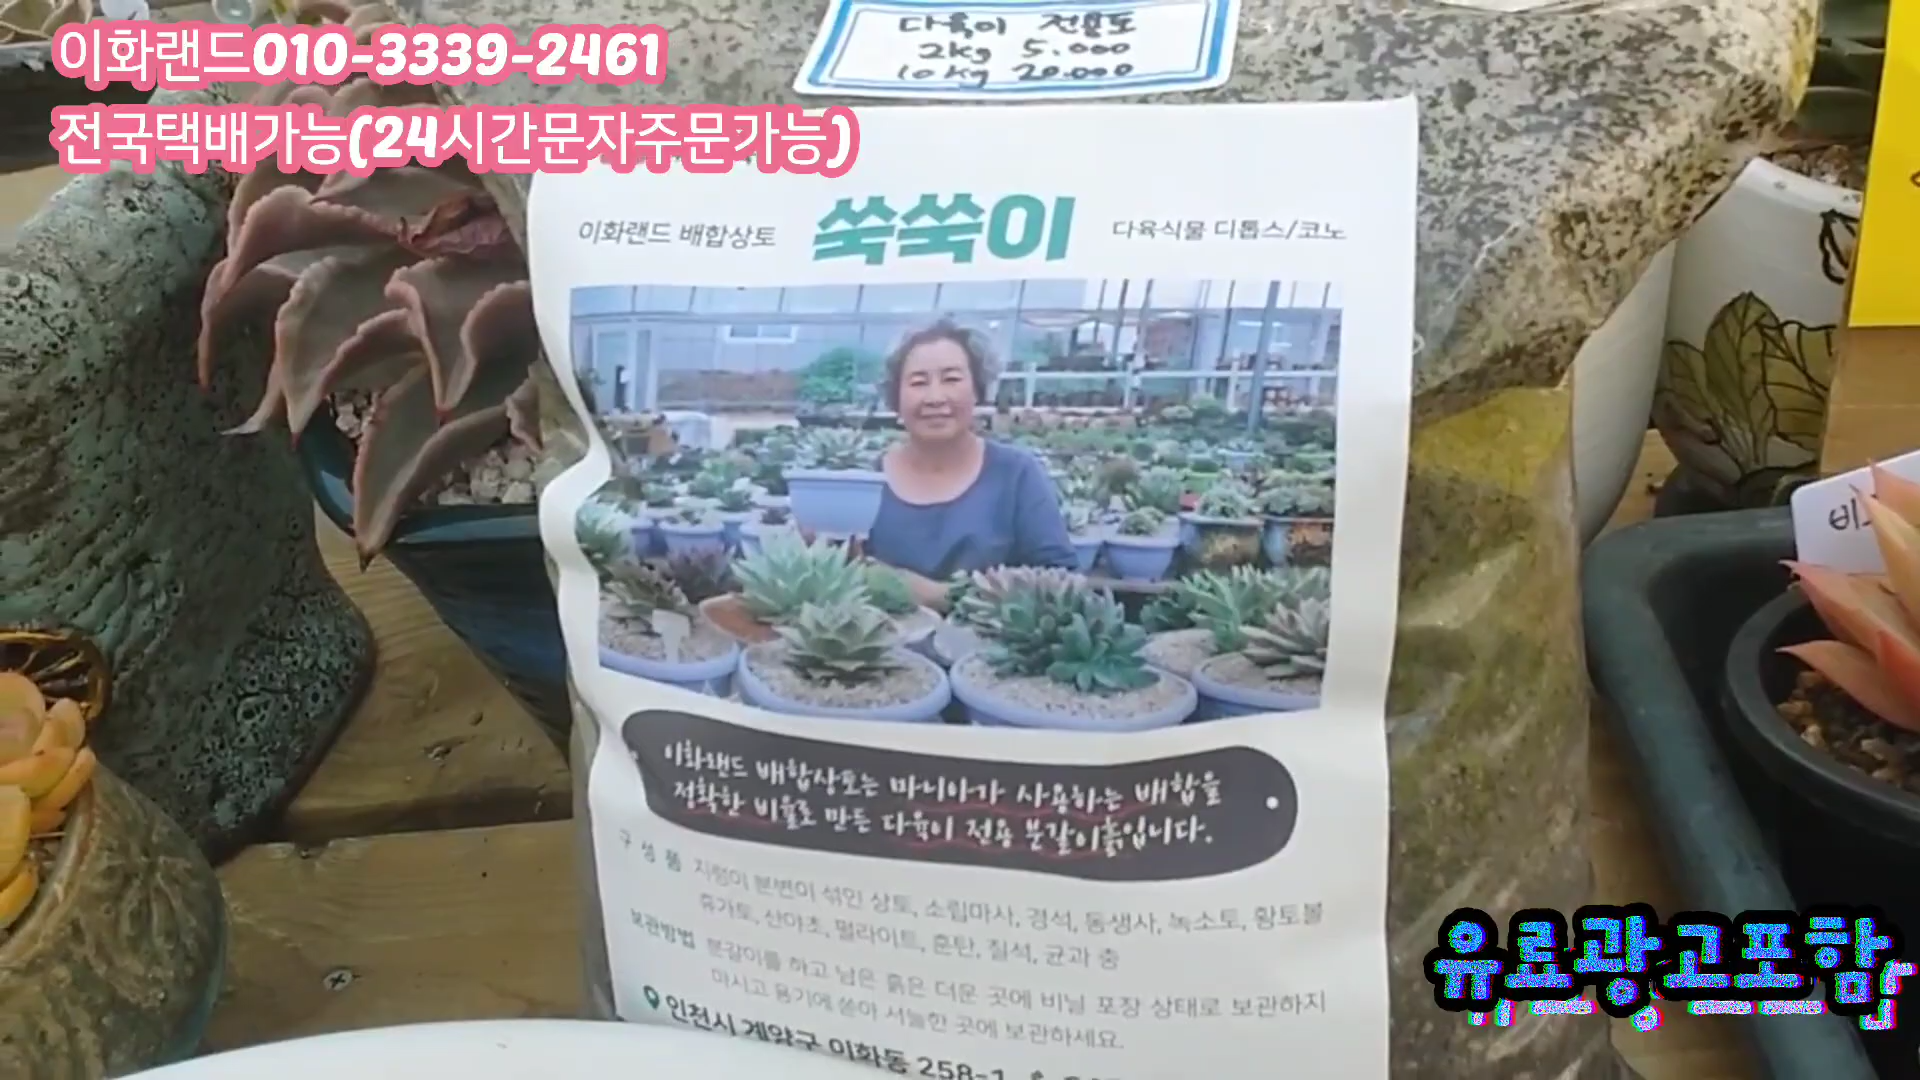 이화랜드010-3339-2461
전국택배가능(24시간문자주문가능)
다육이 전용토
2kg 5.000
10kg 20.000
이화랜드 배합상토
쑥쑥이
다육식물 리톱스/코노
이화랜드 배합상토는 마니아가 사용하는 배합을
정확한 비율로 만든 다육이 전용 분갈이흙입니다.
구 성 품 지렁이 분변이 섞인 상토, 소립마사, 경석, 동생사, 녹소토, 황토볼
휴가토, 산야초, 펄라이트, 훈탄, 질석, 균과 충
보관방법 분갈이를 하고 남은 흙은 더운 곳에 비닐 포장 상태로 보관하지
마시고 용기에 쏟아 서늘한 곳에 보관하세요.
인천시 계양구 이화동 258-1
유료광고포함